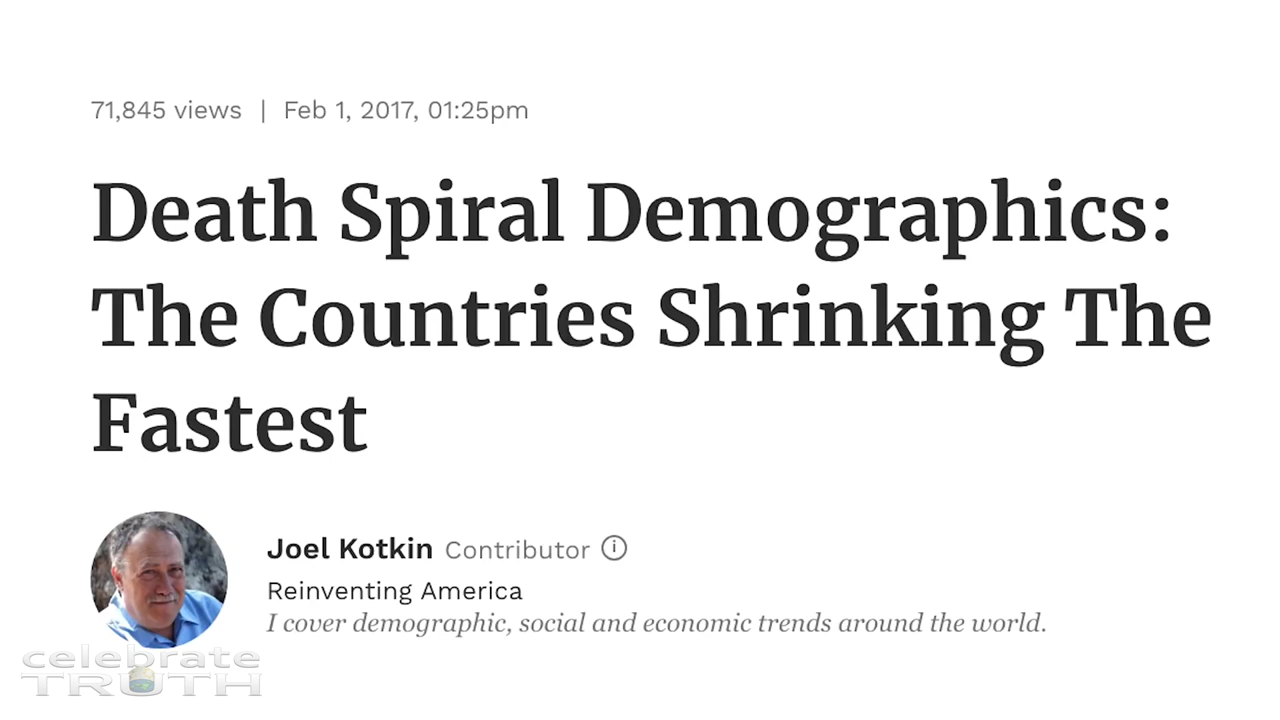 71,845 views | Feb 1, 2017, 01:25pm
Death Spiral Demographics:
The Countries Shrinking The
Fastest
Joel Kotkin Contributor
Reinventing America
I cover demographic, social and economic trends around the world.
celebrate
TRUTH